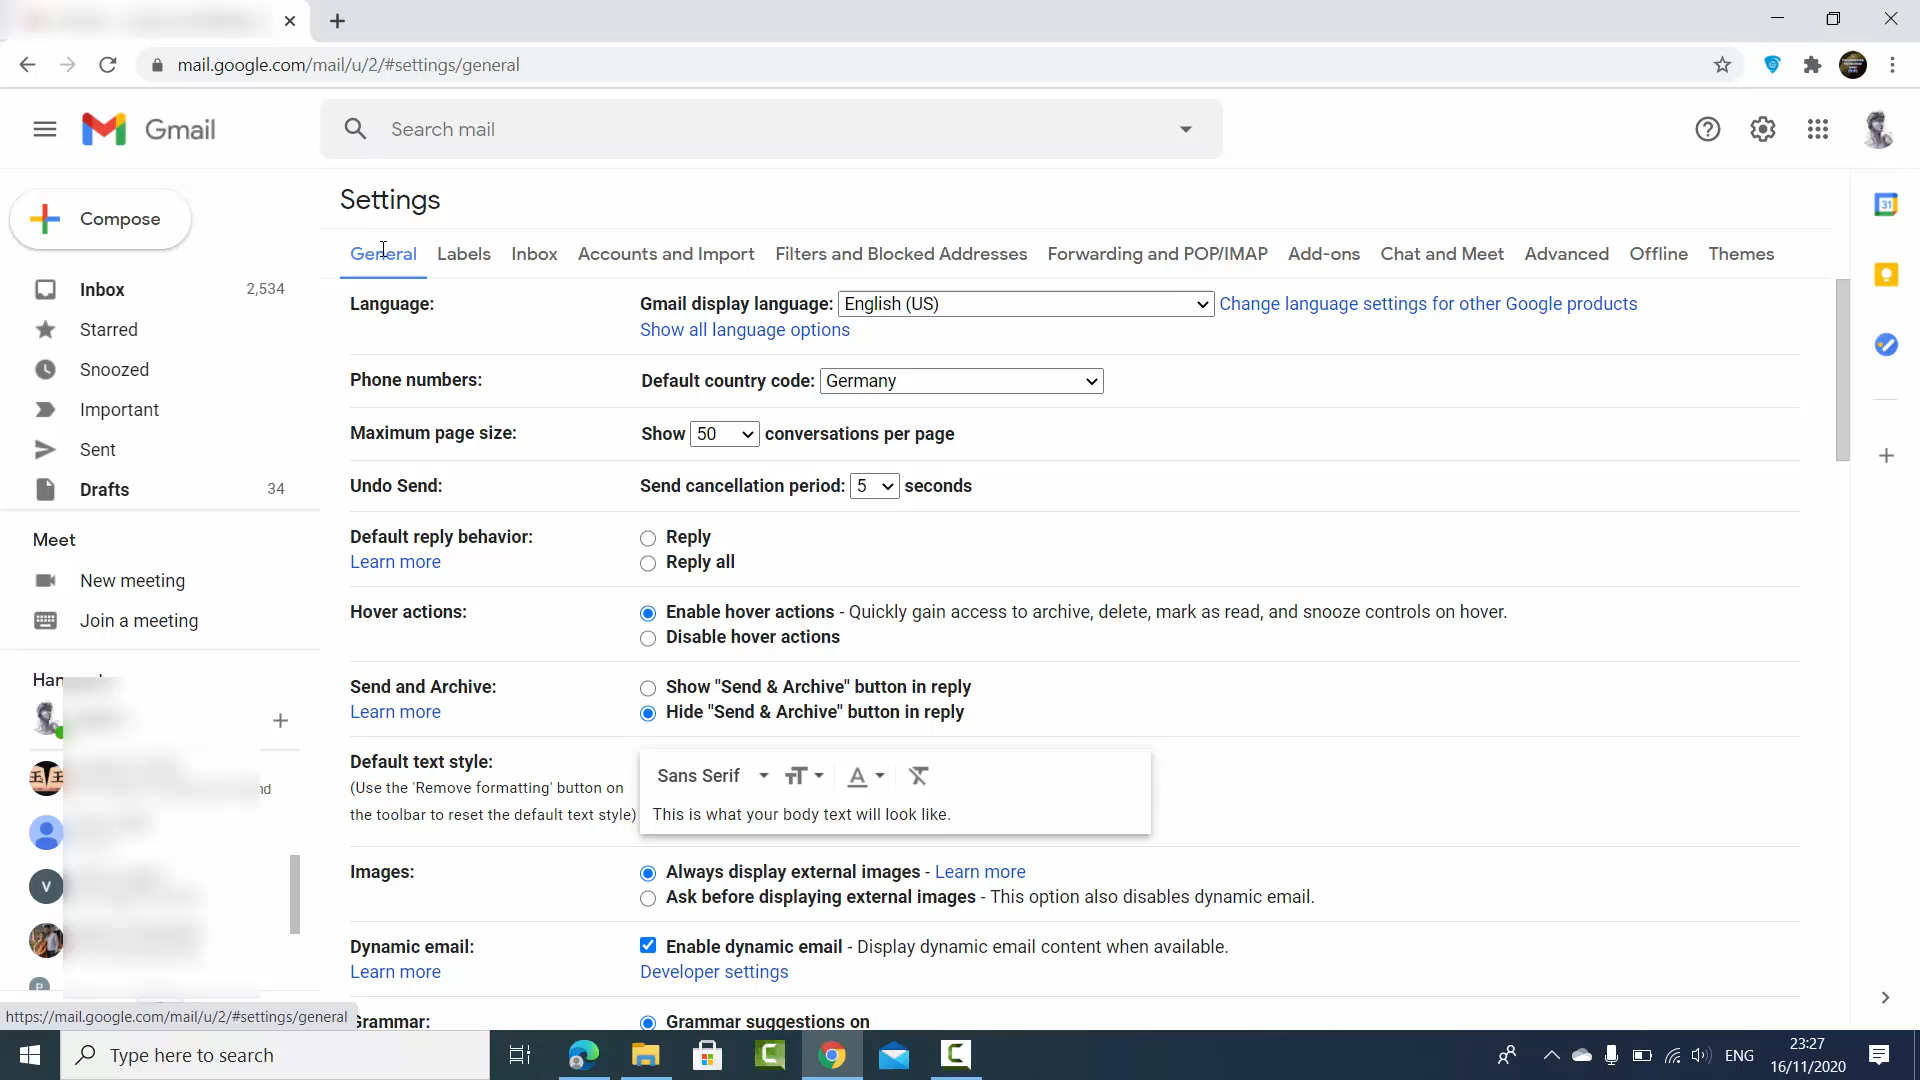 mail.google.com/mail/u/2/#settings/general
Gmail
Search mail
Compose
Inbox 2,534
Starred
Snoozed
Important
Sent
Drafts 34
Meet
New meeting
Join a meeting
V
P
Settings
General Labels Inbox Accounts and Import Filters and Blocked Addresses Forwarding and POP/IMAP Add-ons Chat and Meet Advanced Offline Themes
Language: Gmail display language: English (US) Change language settings for other Google products
Show all language options
Phone numbers: Default country code: Germany
Maximum page size: Show 50 conversations per page
Undo Send: Send cancellation period: 5 seconds
Default reply behavior: Reply
Learn more Reply all
Hover actions: Enable hover actions - Quickly gain access to archive, delete, mark as read, and snooze controls on hover.
Disable hover actions
Send and Archive: Show "Send & Archive" button in reply
Learn more Hide "Send & Archive" button in reply
Default text style: Sans Serif
(Use the 'Remove formatting' button on
the toolbar to reset the default text style) This is what your body text will look like.
Images: Always display external images - Learn more
Ask before displaying external images - This option also disables dynamic email.
Dynamic email: Enable dynamic email - Display dynamic email content when available.
Learn more Developer settings
Grammar: Grammar suggestions on
31
https://mail.google.com/mail/u/2/#settings/general
Type here to search
ENG
23:27
16/11/2020